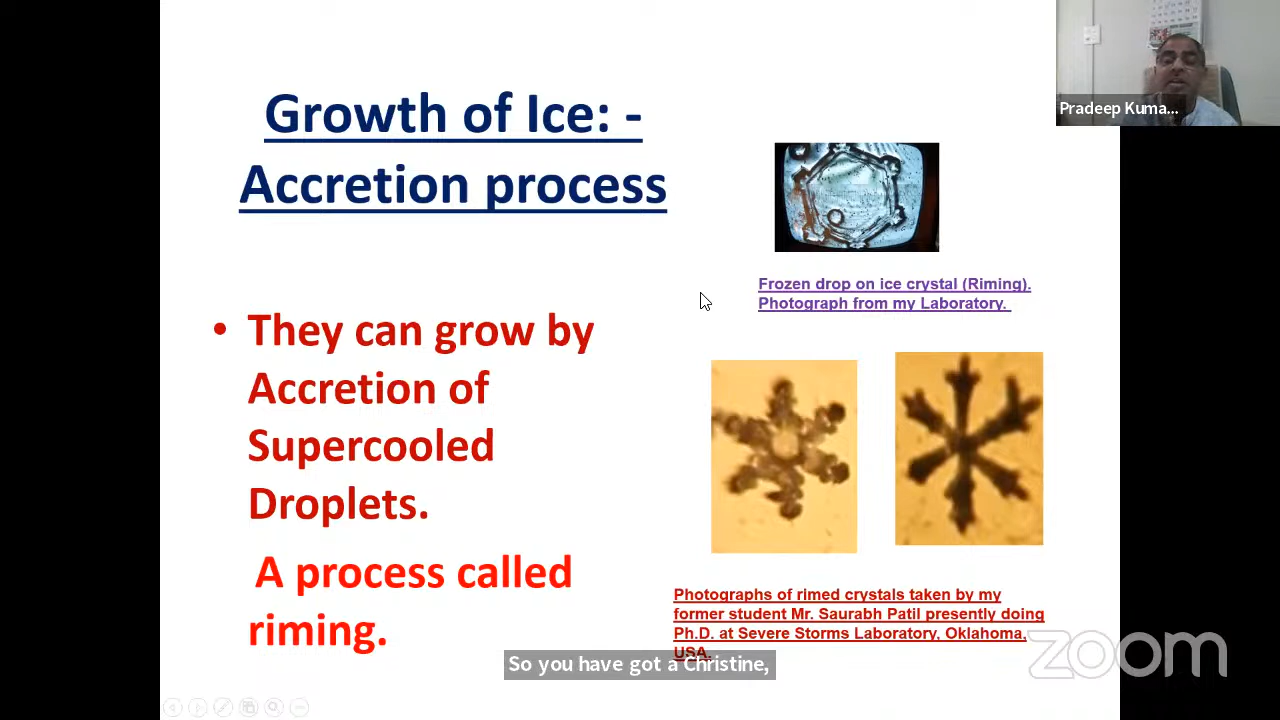 Growth of Ice: -
Accretion process
• They can grow by
Accretion of
Supercooled
Droplets.
A process called
riming.
Pradeep Kuma...
Frozen drop on ice crystal (Riming).
Photograph from my Laboratory.
Photographs of rimed crystals taken by my
former student Mr. Saurabh Patil presently doing
Ph.D. at Severe Storms Laboratory, Oklahoma,
USA.
zoom
So you have got a Christine,